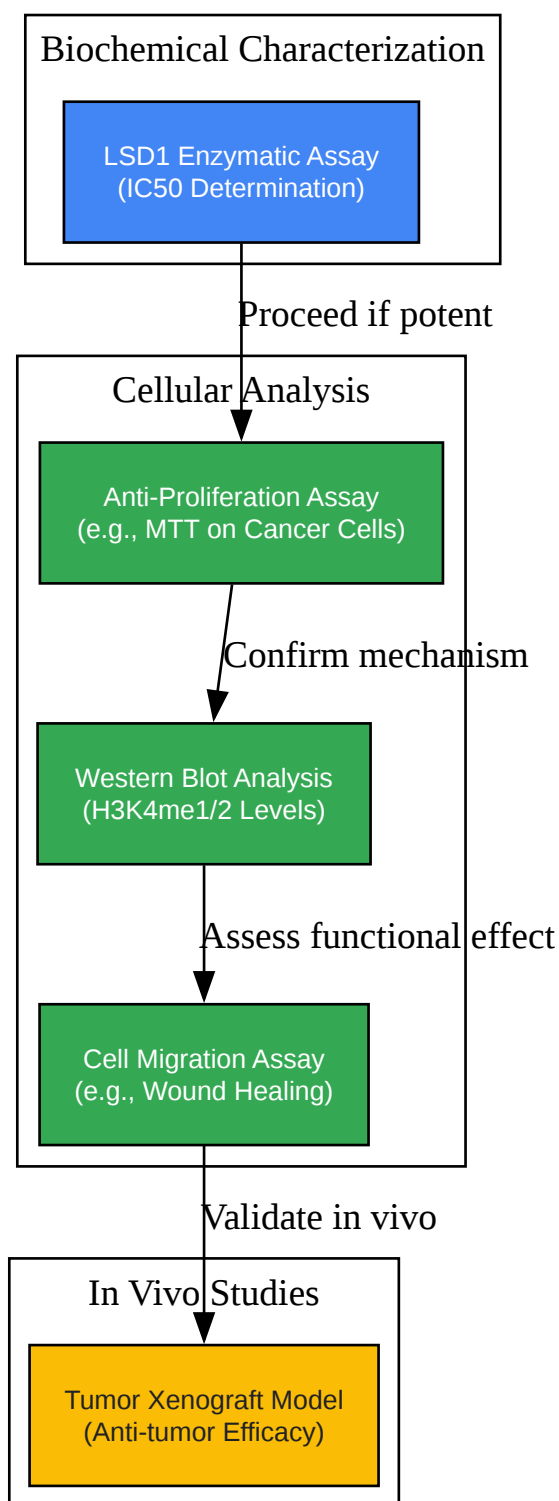 Biochemical Characterization
LSD1 Enzymatic Assay
(IC50 Determination)
Proceed if potent
Cellular Analysis
Anti-Proliferation Assay
(e.g., MTT on Cancer Cells)
Confirm mechanism
Western Blot Analysis
(H3K4me1/2 Levels)
Assess functional effect
Cell Migration Assay
(e.g., Wound Healing)
Validate in vivo
In Vivo Studies
Tumor Xenograft Model
(Anti-tumor Efficacy)